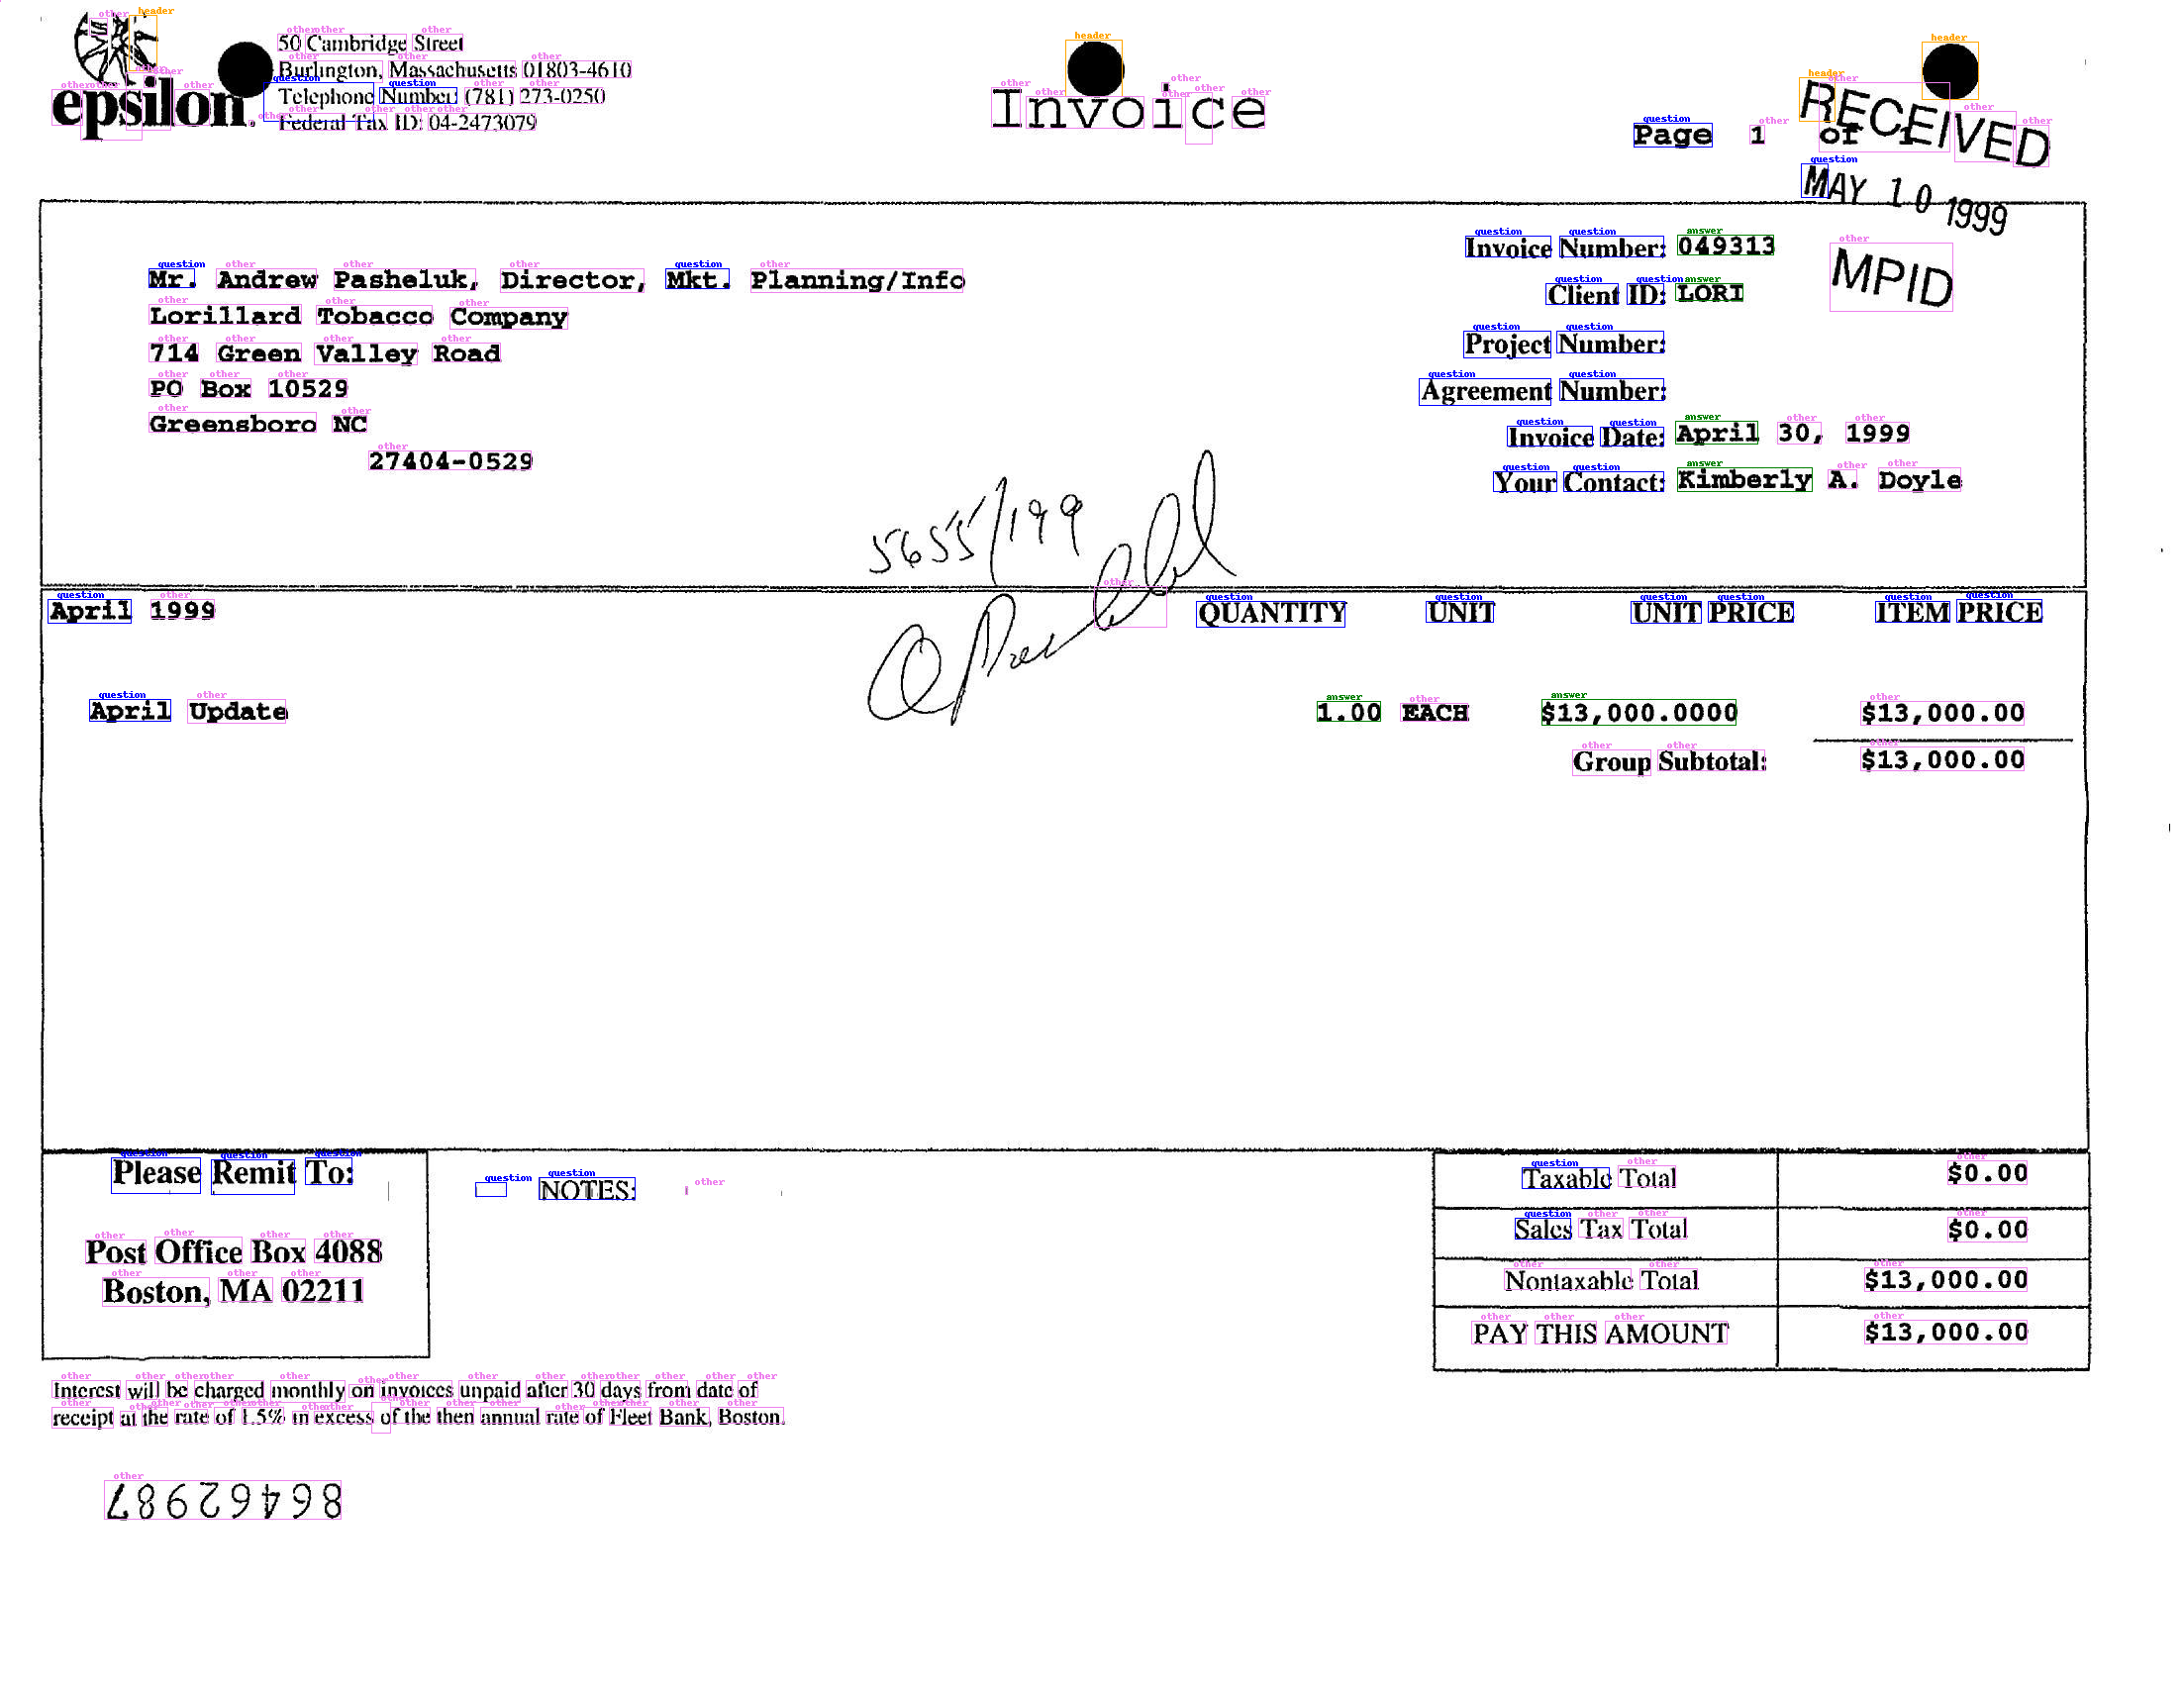 epsilon.
50 Cambridge Street
Burlington, Massachusetts 01803-4610
Telephone Number: (781) 273-0250
Federal Tax ID: 04-2473079
Invoice
Page 1 of 1
RECEIVED
MAY 10 1999
MPID
Mr. Andrew Pasheluk, Director, Mkt. Planning/Info
Lorillard Tobacco Company
714 Green Valley Road
PO Box 10529
Greensboro NC
27404-0529
Invoice Number: 049313
Client ID: LORI
Project Number:
Agreement Number:
Invoice Date: April 30, 1999
Your Contact: Kimberly A. Doyle
5655/199
April 1999 QUANTITY UNIT UNIT PRICE ITEM PRICE
April Update 1.00 EACH $13,000.0000 $13,000.00
Group Subtotal: $13,000.00
Please Remit To:
Post Office Box 4088
Boston, MA 02211
NOTES:
Taxable Total $0.00
Sales Tax Total $0.00
Nontaxable Total $13,000.00
PAY THIS AMOUNT $13,000.00
Interest will be charged monthly on invoices unpaid after 30 days from date of
receipt at the rate of 1.5% in excess of the then annual rate of Fleet Bank, Boston.
86462987